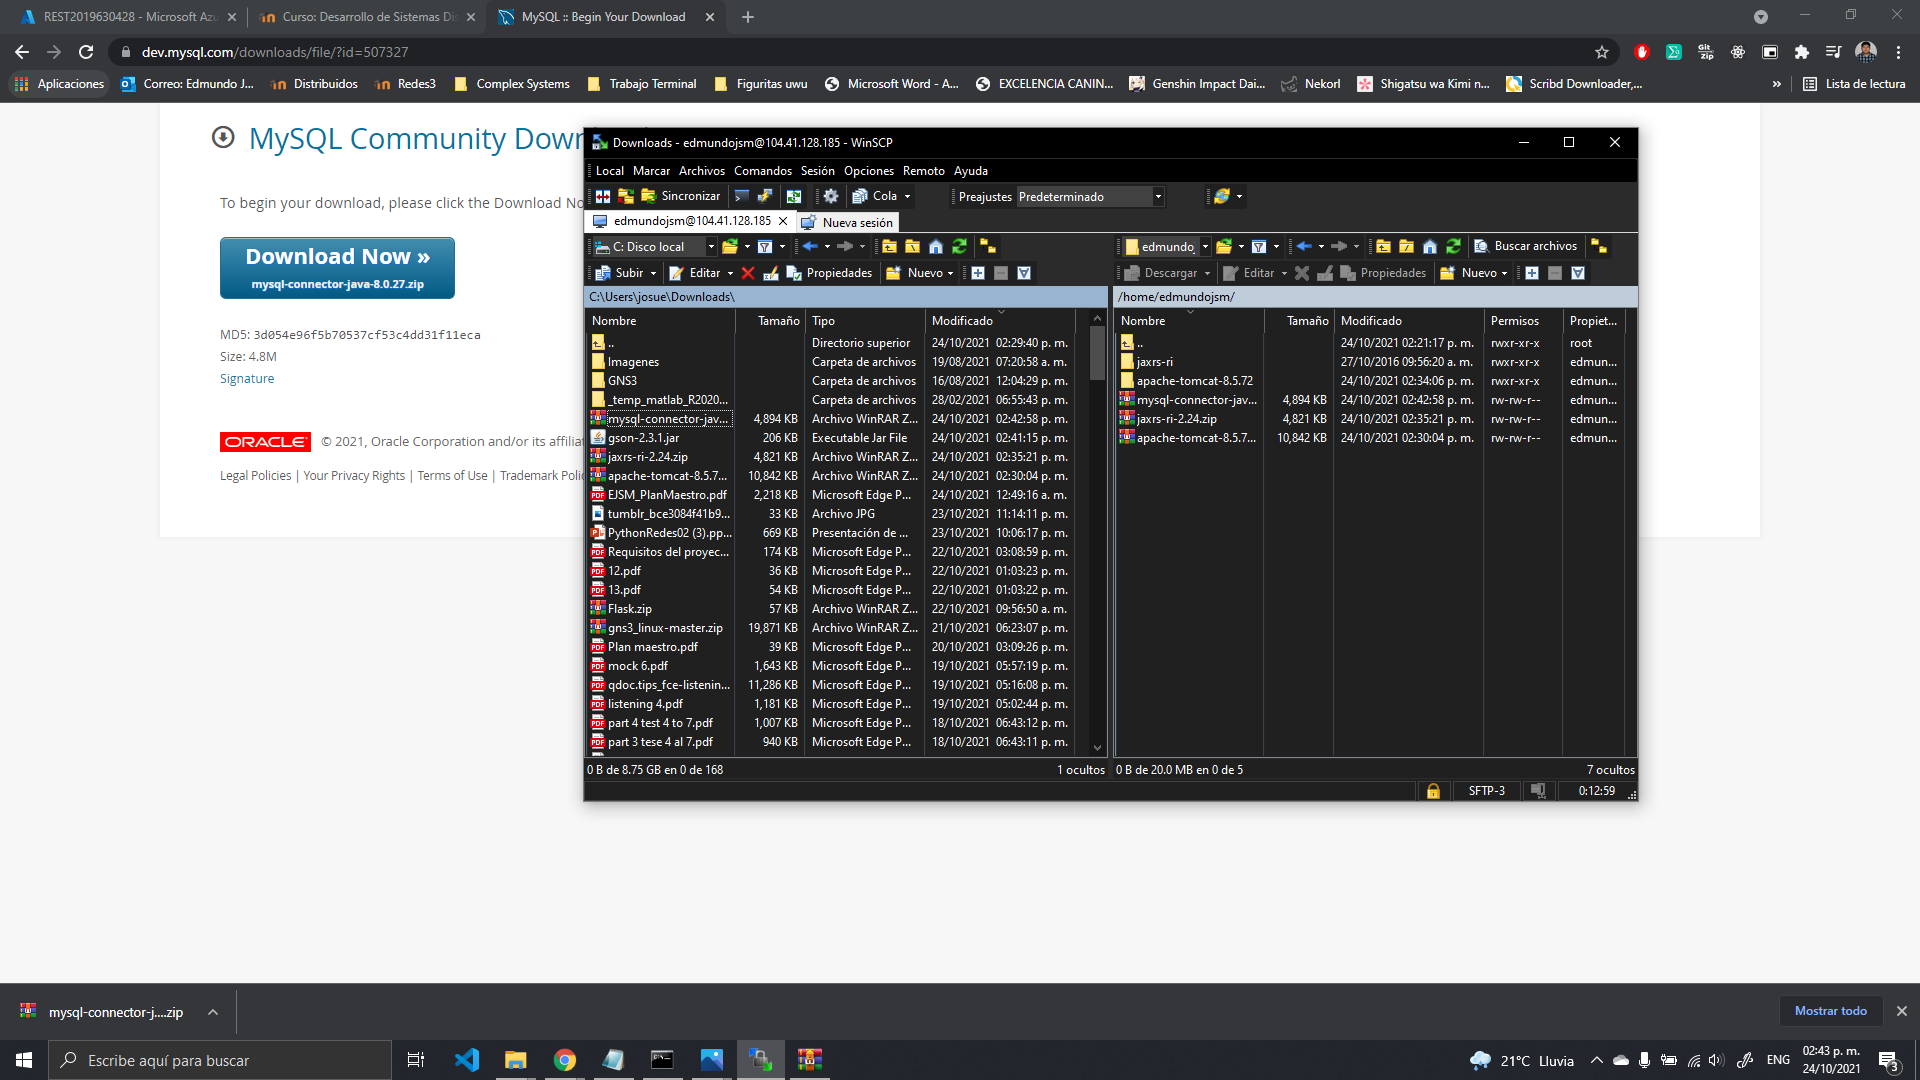 REST2019630428 - Microsoft Azu
Curso: Desarrollo de Sistemas Dis
MySQL :: Begin Your Download
dev.mysql.com/downloads/file/?id=507327
Aplicaciones
Correo: Edmundo J...
Distribuidos
Redes3
Complex Systems
Trabajo Terminal
Figuritas uwu
Microsoft Word - A...
EXCELENCIA CANIN...
Genshin Impact Dai...
Nekorl
Shigatsu wa Kimi n...
Scribd Downloader,...
»
Lista de lectura
MySQL Community Down
To begin your download, please click the Download No
Download Now »
mysql-connector-java-8.0.27.zip
MD5: 3d054e96f5b70537cf53c4dd31f11eca
Size: 4.8M
Signature
ORACLE © 2021, Oracle Corporation and/or its affilia
Legal Policies | Your Privacy Rights | Terms of Use | Trademark Poli
Downloads - edmundojsm@104.41.128.185 - WinSCP
Local Marcar Archivos Comandos Sesión Opciones Remoto Ayuda
Sincronizar Cola Preajustes Predeterminado
edmundojsm@104.41.128.185 Nueva sesión
C: Disco local
Subir Editar Propiedades Nuevo
C:\Users\josue\Downloads\
Nombre Tamaño Tipo Modificado
.. Directorio superior 24/10/2021 02:29:40 p. m.
Imagenes Carpeta de archivos 19/08/2021 07:20:58 a. m.
GNS3 Carpeta de archivos 16/08/2021 12:04:29 p. m.
_temp_matlab_R2020... Carpeta de archivos 28/02/2021 06:55:43 p. m.
mysql-connector-jav... 4,894 KB Archivo WinRAR Z... 24/10/2021 02:42:58 p. m.
gson-2.3.1.jar 206 KB Executable Jar File 24/10/2021 02:41:15 p. m.
jaxrs-ri-2.24.zip 4,821 KB Archivo WinRAR Z... 24/10/2021 02:35:21 p. m.
apache-tomcat-8.5.7... 10,842 KB Archivo WinRAR Z... 24/10/2021 02:30:04 p. m.
EJSM_PlanMaestro.pdf 2,218 KB Microsoft Edge P... 24/10/2021 12:49:16 a. m.
tumblr_bce3084f41b9... 33 KB Archivo JPG 23/10/2021 11:14:11 p. m.
PythonRedes02 (3).pp... 669 KB Presentación de ... 23/10/2021 10:06:17 p. m.
Requisitos del proyec... 174 KB Microsoft Edge P... 22/10/2021 03:08:59 p. m.
12.pdf 36 KB Microsoft Edge P... 22/10/2021 01:03:23 p. m.
13.pdf 54 KB Microsoft Edge P... 22/10/2021 01:03:22 p. m.
Flask.zip 57 KB Archivo WinRAR Z... 22/10/2021 09:56:50 a. m.
gns3_linux-master.zip 19,871 KB Archivo WinRAR Z... 21/10/2021 06:23:07 p. m.
Plan maestro.pdf 39 KB Microsoft Edge P... 20/10/2021 03:09:26 p. m.
mock 6.pdf 1,643 KB Microsoft Edge P... 19/10/2021 05:57:19 p. m.
qdoc.tips_fce-listenin... 11,286 KB Microsoft Edge P... 19/10/2021 05:16:08 p. m.
listening 4.pdf 1,181 KB Microsoft Edge P... 19/10/2021 05:02:44 p. m.
part 4 test 4 to 7.pdf 1,007 KB Microsoft Edge P... 18/10/2021 06:43:12 p. m.
part 3 tese 4 al 7.pdf 940 KB Microsoft Edge P... 18/10/2021 06:43:11 p. m.
0 B de 8.75 GB en 0 de 168 1 ocultos
edmundo. Buscar archivos
Descargar Editar Propiedades Nuevo
/home/edmundojsm/
Nombre Tamaño Modificado Permisos Propiet...
.. 24/10/2021 02:21:17 p. m. rwxr-xr-x root
jaxrs-ri 27/10/2016 09:56:20 a. m. rwxr-xr-x edmun...
apache-tomcat-8.5.72 24/10/2021 02:34:06 p. m. rwxr-xr-x edmun...
mysql-connector-jav... 4,894 KB 24/10/2021 02:42:58 p. m. rw-rw-r-- edmun...
jaxrs-ri-2.24.zip 4,821 KB 24/10/2021 02:35:21 p. m. rw-rw-r-- edmun...
apache-tomcat-8.5.7... 10,842 KB 24/10/2021 02:30:04 p. m. rw-rw-r-- edmun...
0 B de 20.0 MB en 0 de 5 7 ocultos
SFTP-3 0:12:59
mysql-connector-j....zip
Mostrar todo
Escribe aquí para buscar
21°C Lluvia
ENG
02:43 p. m.
24/10/2021
3